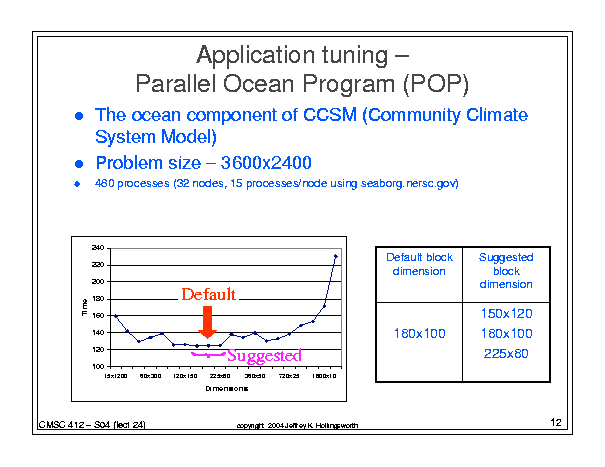 Application tuning –
Parallel Ocean Program (POP)
The ocean component of CCSM (Community Climate
System Model)
Problem size – 3600x2400
480 processes (32 nodes, 15 processes/node using seaborg.nersc.gov)
240
220
200
180
160
140
120
100
Time
Default
Suggested
15x1200 60x300 120x150 225x80 360x50 720x25 1800x10
Dimensions
Default block
dimension
Suggested
block
dimension
180x100
150x120
180x100
225x80
CMSC 412 – S04 (lect 24)
copyright 2004 Jeffrey K. Hollingsworth
12